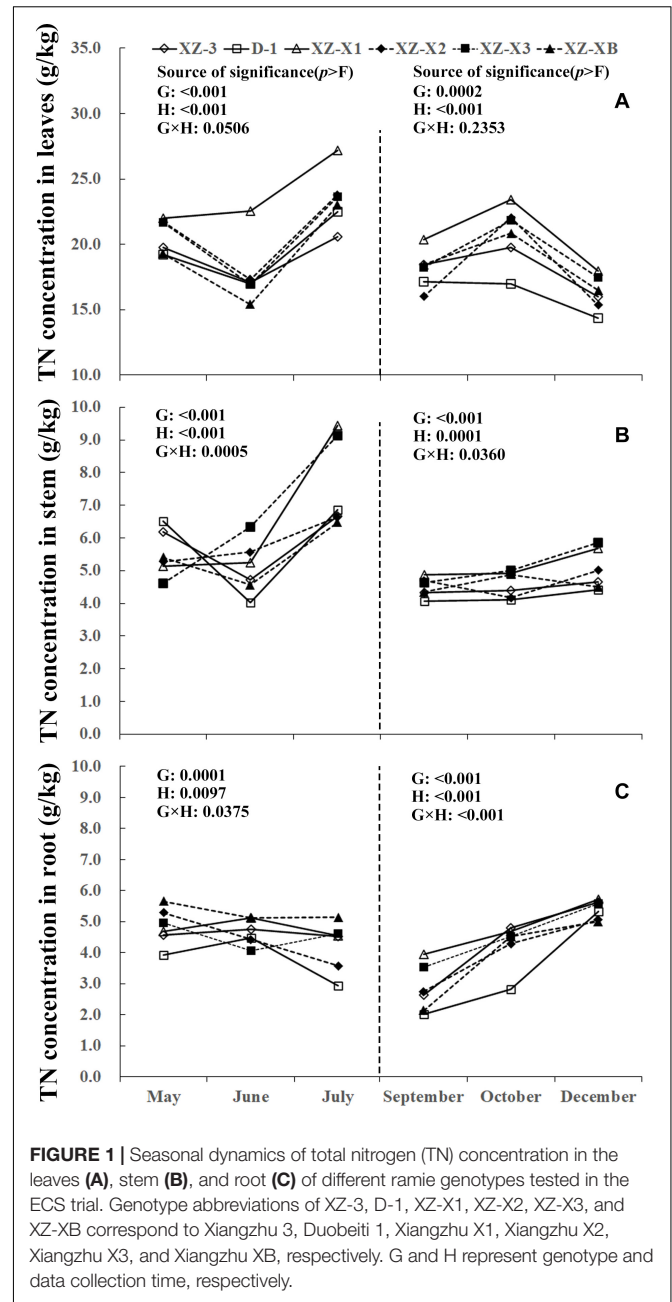 XZ-3 D-1 XZ-X1 XZ-X2 XZ-X3 XZ-XB
TN concentration in leaves (g/kg)
35.0
30.0
25.0
20.0
15.0
10.0
Source of significance(p>F)
G: <0.001
H: <0.001
G×H: 0.0506
Source of significance(p>F)
G: 0.0002
H: <0.001
G×H: 0.2353
A
TN concentration in stem (g/kg)
10.0
9.0
8.0
7.0
6.0
5.0
4.0
3.0
2.0
1.0
0.0
G: <0.001
H: <0.001
G×H: 0.0005
G: <0.001
H: 0.0001
G×H: 0.0360
B
TN concentration in root (g/kg)
10.0
9.0
8.0
7.0
6.0
5.0
4.0
3.0
2.0
1.0
0.0
G: 0.0001
H: 0.0097
G×H: 0.0375
G: <0.001
H: <0.001
G×H: <0.001
C
May June July September October December
FIGURE 1 | Seasonal dynamics of total nitrogen (TN) concentration in the
leaves (A), stem (B), and root (C) of different ramie genotypes tested in the
ECS trial. Genotype abbreviations of XZ-3, D-1, XZ-X1, XZ-X2, XZ-X3, and
XZ-XB correspond to Xiangzhu 3, Duobeiti 1, Xiangzhu X1, Xiangzhu X2,
Xiangzhu X3, and Xiangzhu XB, respectively. G and H represent genotype and
data collection time, respectively.